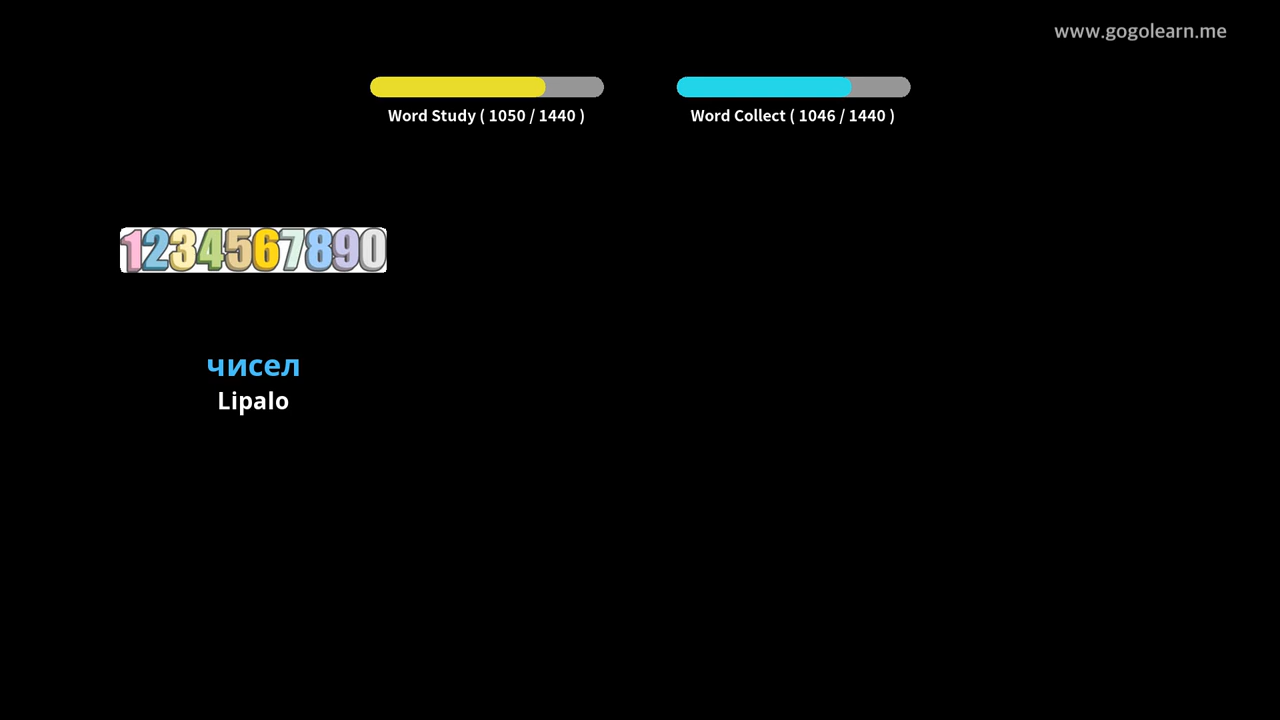 www.gogolearn.me
Word Study ( 1050 / 1440 )
Word Collect ( 1046 / 1440 )
1234567890
чисел
Lipalo